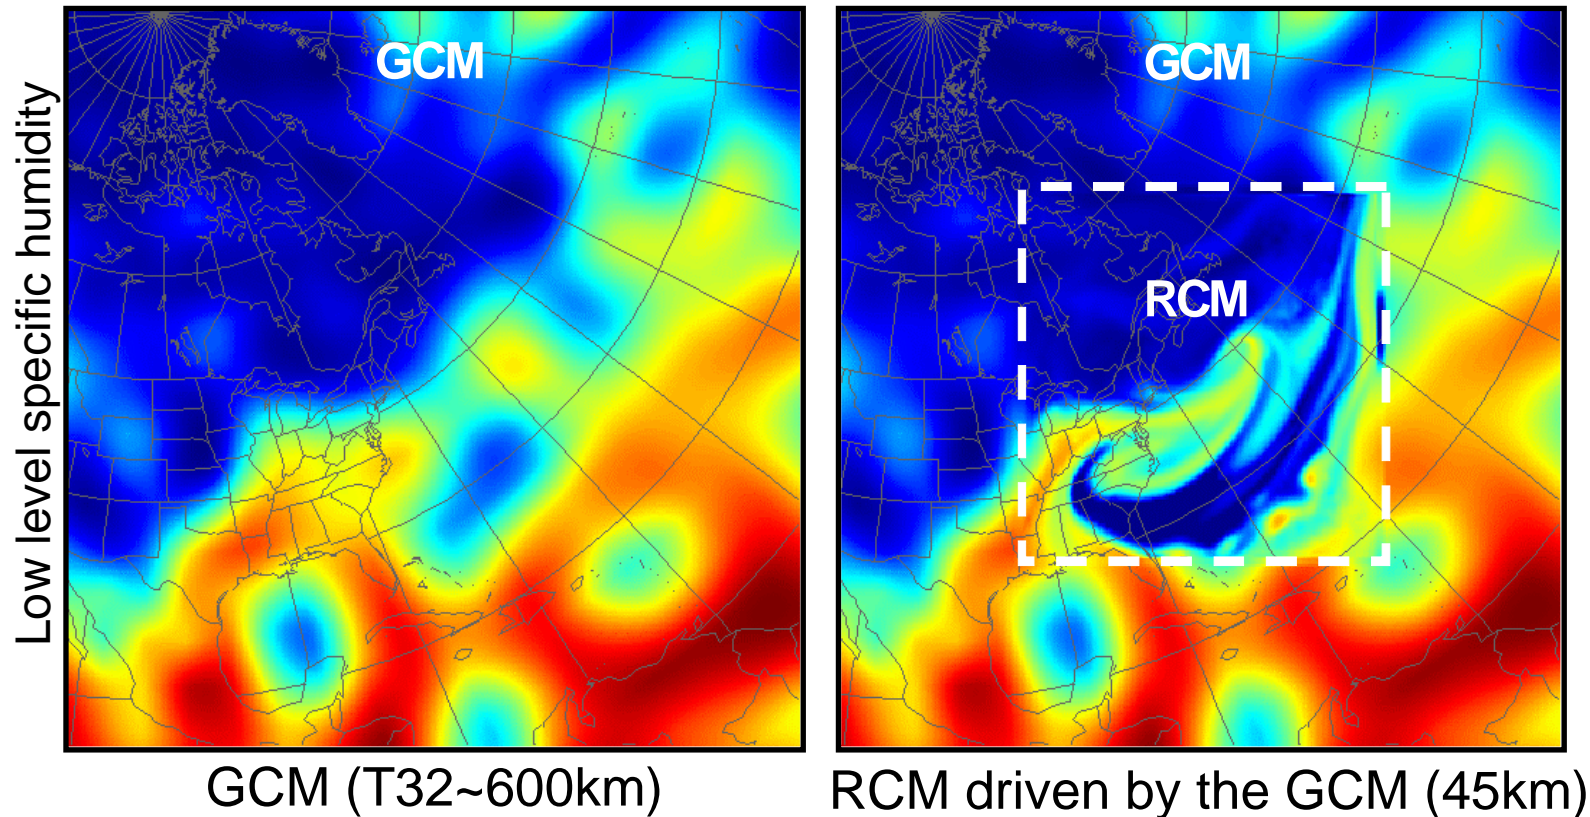 Low level specific humidity
GCM
GCM
RCM
GCM (T32~600km)
RCM driven by the GCM (45km)